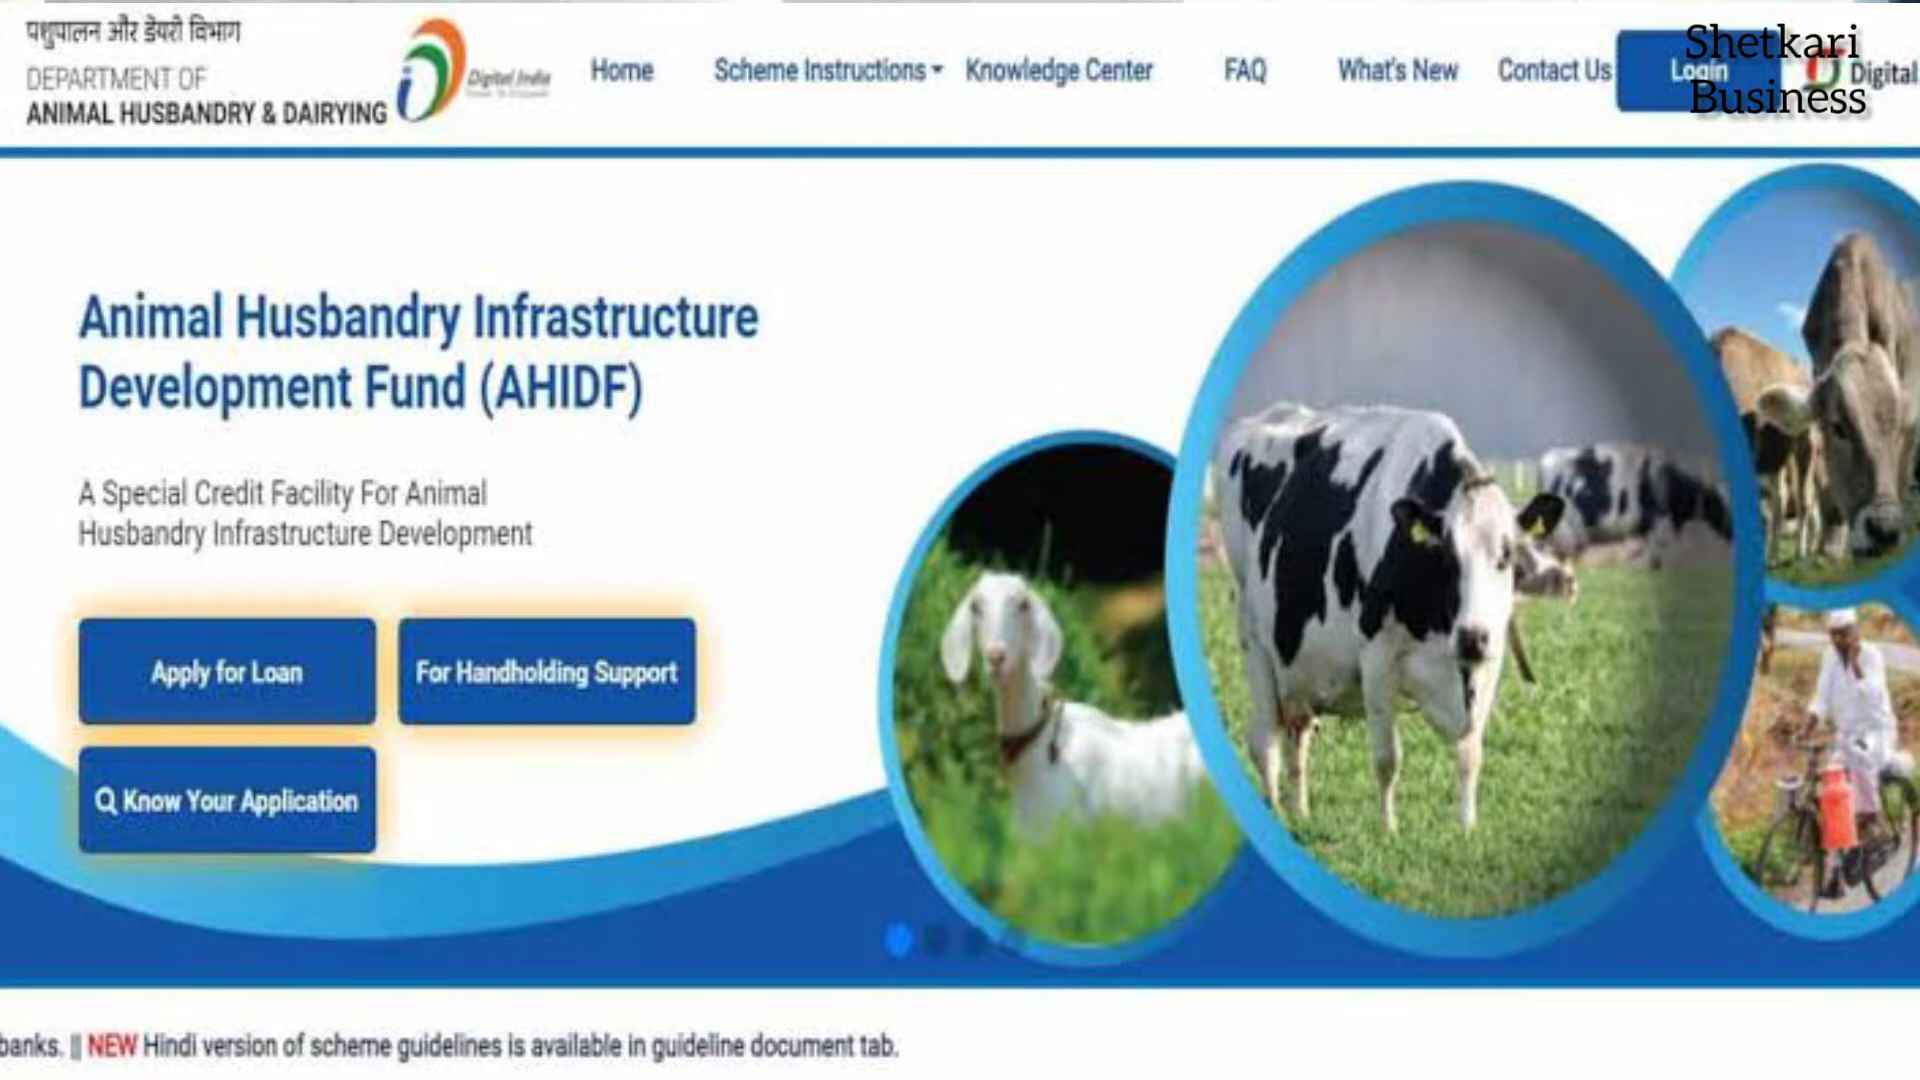 पशुपालन और डेयरी विभाग
DEPARTMENT OF
ANIMAL HUSBANDRY & DAIRYING
Digital India
Home
Scheme Instructions
Knowledge Center
FAQ
What's New
Contact Us
Login
Digital
Shetkari
Business
Animal Husbandry Infrastructure
Development Fund (AHIDF)
A Special Credit Facility For Animal
Husbandry Infrastructure Development
Apply for Loan
For Handholding Support
Know Your Application
banks. || NEW Hindi version of scheme guidelines is available in guideline document tab.